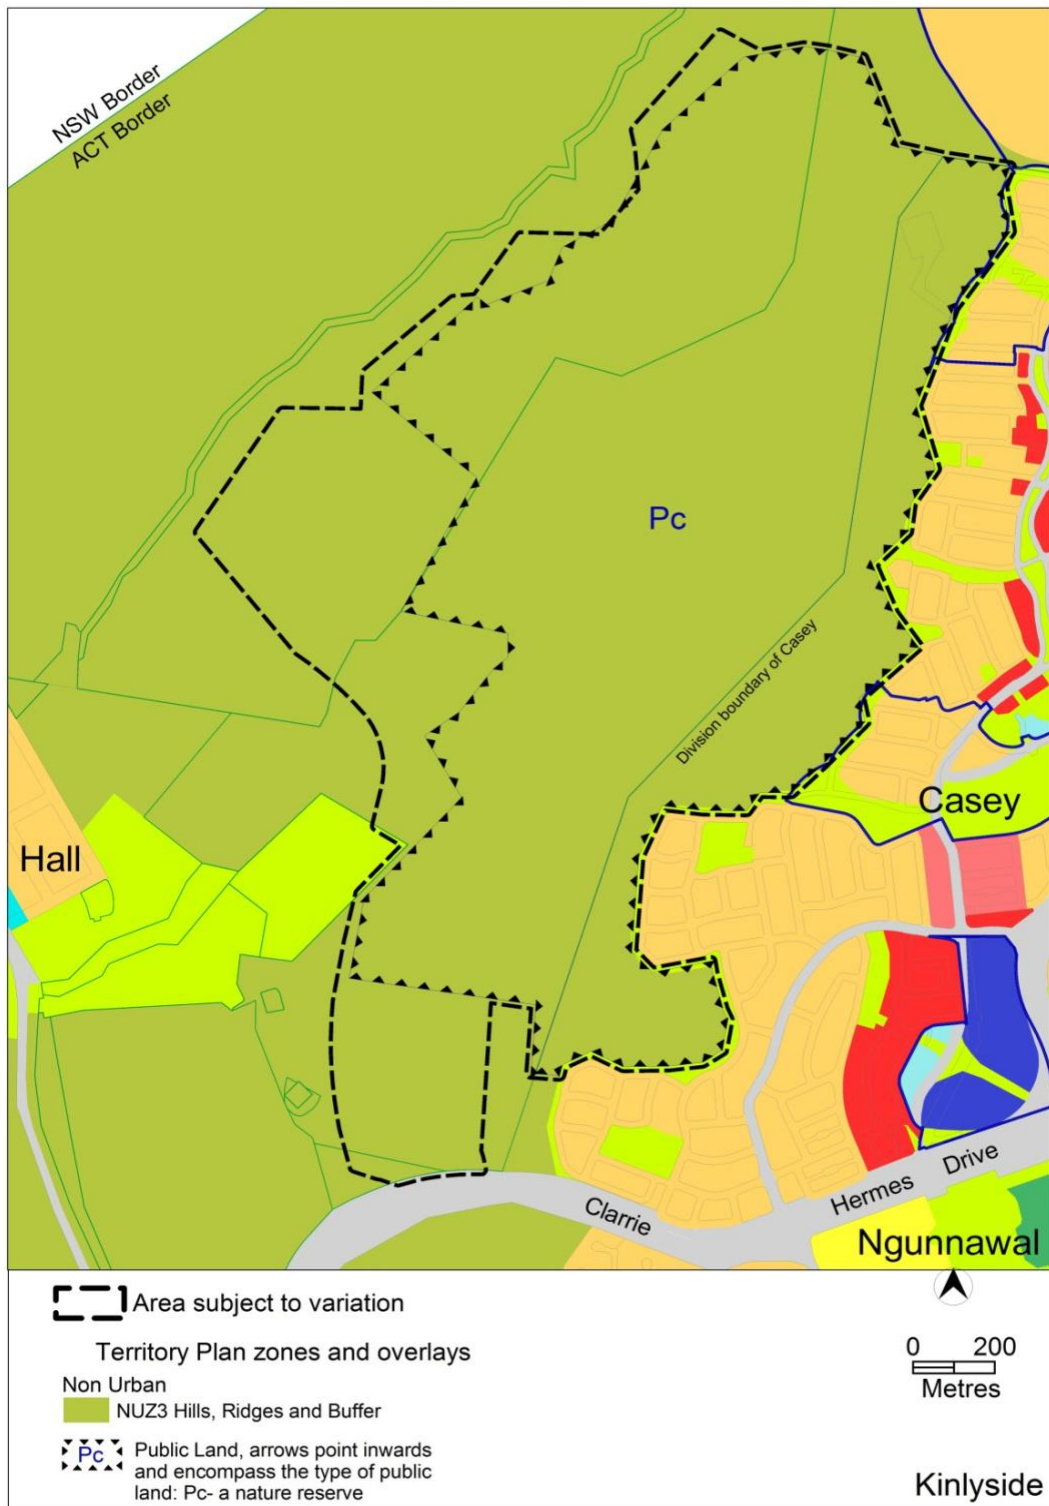 NSW Border
ACT Border
Pc
Division boundary of Casey
Casey
Hall
Clarrie
Hermes
Drive
Ngunnawal
Area subject to variation
Territory Plan zones and overlays
Non Urban
NUZ3 Hills, Ridges and Buffer
Pc
Public Land, arrows point inwards
and encompass the type of public
land: Pc- a nature reserve
0 200
Metres
Kinlyside